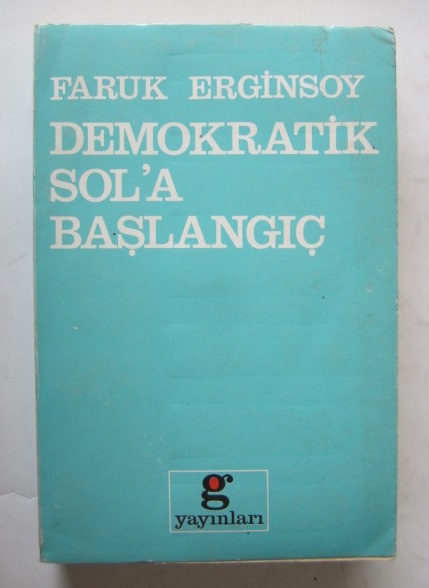 FARUK ERGİNSOY
DEMOKRATİK
SOL'A
BAŞLANGIÇ
g
yayınları